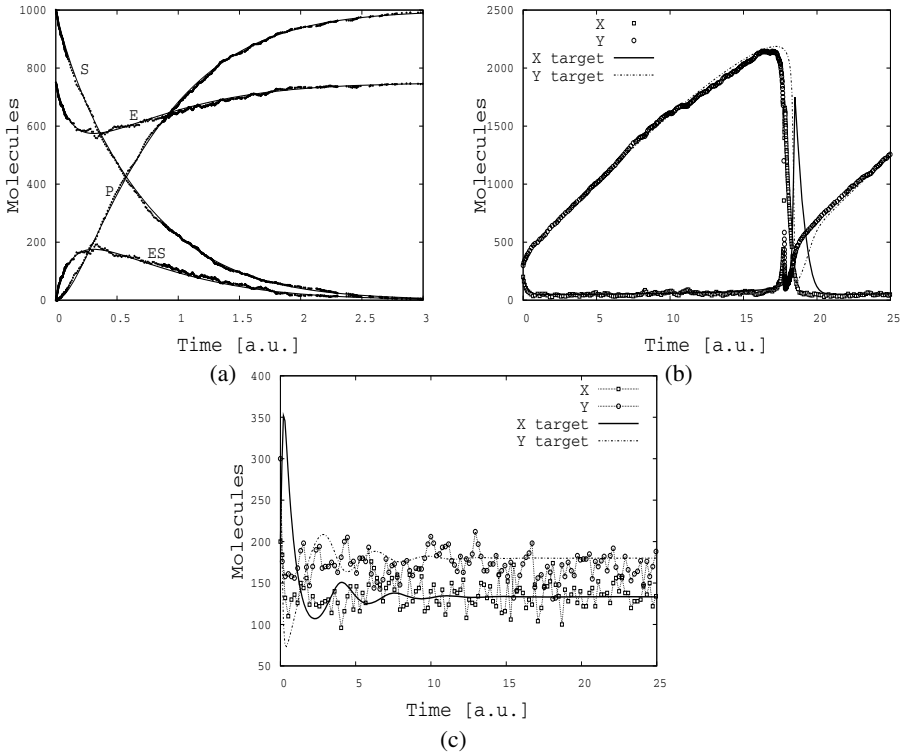 1000
800
600
400
200
0
Molecules
S
E
P
ES
0 0.5 1 1.5 2 2.5 3
Time [a.u.]
(a)
2500
2000
1500
1000
500
0
Molecules
X
Y
X target
Y target
0 5 10 15 20 25
Time [a.u.]
(b)
400
350
300
250
200
150
100
50
Molecules
X
Y
X target
Y target
0 5 10 15 20 25
Time [a.u.]
(c)